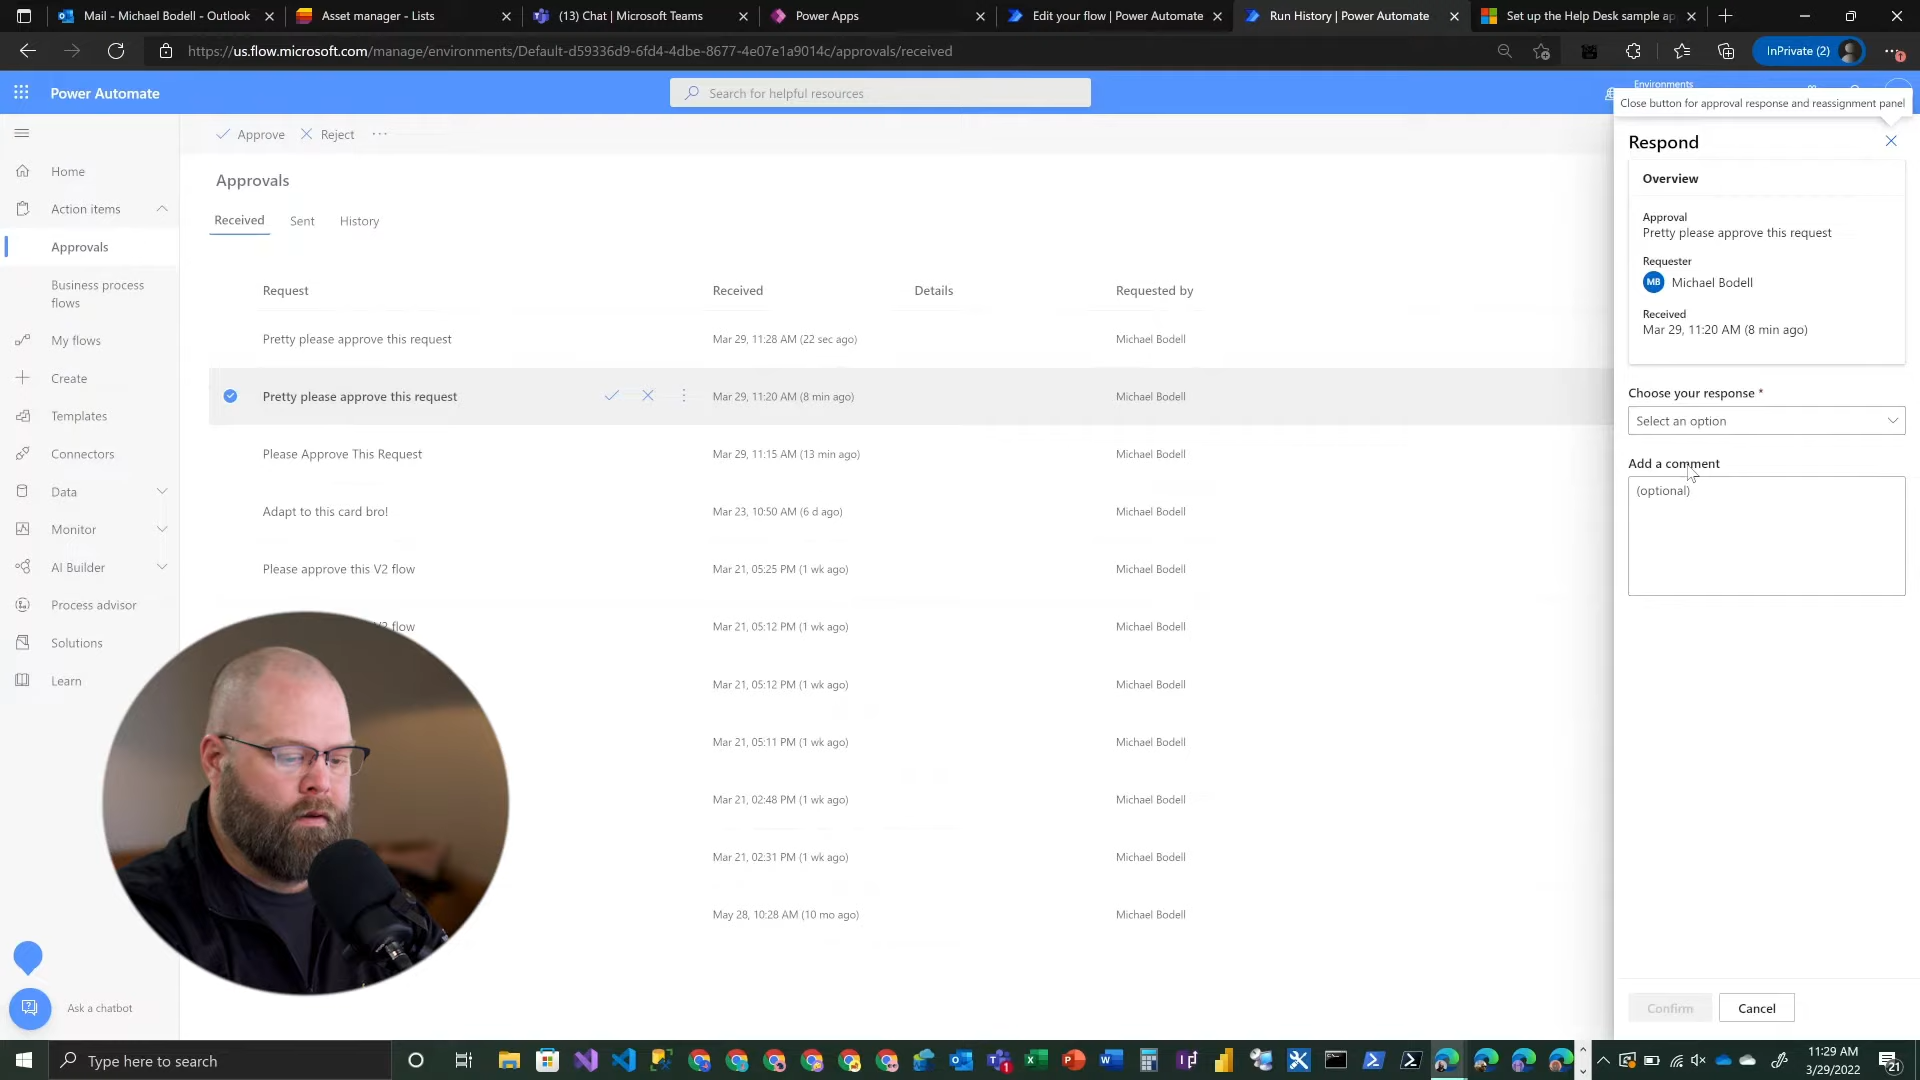 Mail - Michael Bodell - Outlook
Asset manager - Lists
(13) Chat | Microsoft Teams
Power Apps
Edit your flow | Power Automate
Run History | Power Automate
Set up the Help Desk sample ap
https://us.flow.microsoft.com/manage/environments/Default-d59336d9-6fd4-4dbe-8677-4e07e1a9014c/approvals/received
InPrivate (2)
Power Automate
Search for helpful resources
Environments
Close button for approval response and reassignment panel
Approve
Reject
Home
Action items
Approvals
Business process flows
My flows
Create
Templates
Connectors
Data
Monitor
AI Builder
Process advisor
Solutions
Learn
Ask a chatbot
Approvals
Received
Sent
History
Request
Received
Details
Requested by
Pretty please approve this request
Mar 29, 11:28 AM (22 sec ago)
Michael Bodell
Pretty please approve this request
Mar 29, 11:20 AM (8 min ago)
Michael Bodell
Please Approve This Request
Mar 29, 11:15 AM (13 min ago)
Michael Bodell
Adapt to this card bro!
Mar 23, 10:50 AM (6 d ago)
Michael Bodell
Please approve this V2 flow
Mar 21, 05:25 PM (1 wk ago)
Michael Bodell
flow
Mar 21, 05:12 PM (1 wk ago)
Michael Bodell
Mar 21, 05:12 PM (1 wk ago)
Michael Bodell
Mar 21, 05:11 PM (1 wk ago)
Michael Bodell
Mar 21, 02:48 PM (1 wk ago)
Michael Bodell
Mar 21, 02:31 PM (1 wk ago)
Michael Bodell
May 28, 10:28 AM (10 mo ago)
Michael Bodell
Respond
Overview
Approval
Pretty please approve this request
Requester
MB
Michael Bodell
Received
Mar 29, 11:20 AM (8 min ago)
Choose your response *
Select an option
Add a comment
(optional)
Confirm
Cancel
Type here to search
11:29 AM
3/29/2022
21